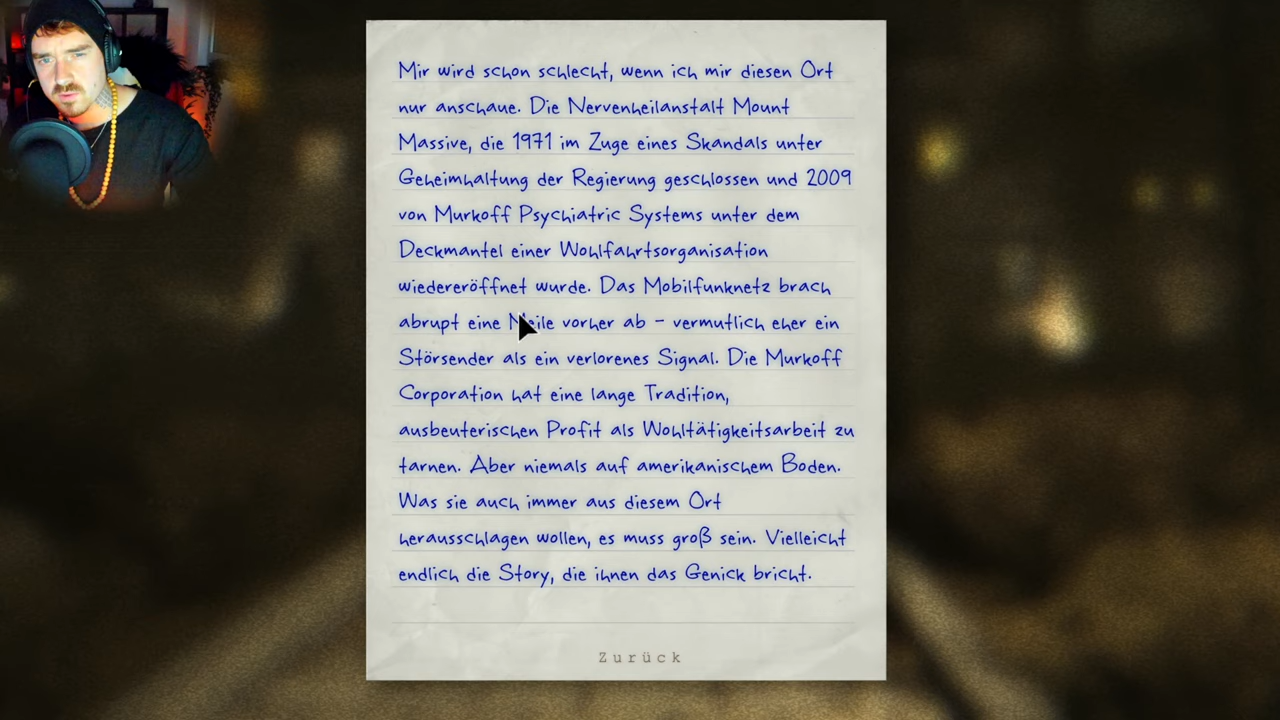 Mir wird schon schlecht, wenn ich mir diesen Ort
nur anschaue. Die Nervenheilanstalt Mount
Massive, die 1971 im Zuge eines Skandals unter
Geheimhaltung der Regierung geschlossen und 2009
von Murkoff Psychiatric Systems unter dem
Deckmantel einer Wohlfahrtsorganisation
wiedereröffnet wurde. Das Mobilfunknetz brach
abrupt eine Meile vorher ab - vermutlich eher ein
Störsender als ein verlorenes Signal. Die Murkoff
Corporation hat eine lange Tradition,
ausbeuterischen Profit als Wohltätigkeitsarbeit zu
tarnen. Aber niemals auf amerikanischem Boden.
Was sie auch immer aus diesem Ort
herausschlagen wollen, es muss groß sein. Vielleicht
endlich die Story, die ihnen das Genick bricht.
Zurück